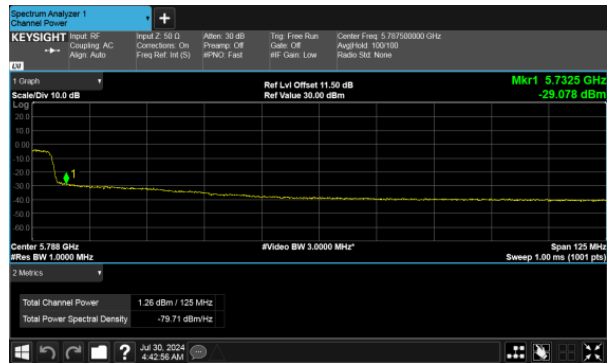 Spectrum Analyzer 1
Channel Power
+
KEYSIGHT Input: RF Input Z: 50 Ω Atten: 30 dB Trig: Free Run Center Freq: 5.787500000 GHz
Coupling: AC Corrections: On Preamp: Off Gate: Off Avg|Hold: 100/100
Align: Auto Freq Ref: Int (S) #PNO: Fast #IF Gain: Low Radio Std: None
LXI
1 Graph Ref Lvl Offset 11.50 dB Mkr1 5.7325 GHz
Scale/Div 10.0 dB Ref Value 30.00 dBm -29.078 dBm
Log
20.0
10.0
0.00
-10.0
1
-20.0
-30.0
-40.0
-50.0
-60.0
Center 5.788 GHz #Video BW 3.0000 MHz* Span 125 MHz
#Res BW 1.0000 MHz Sweep 1.00 ms (1001 pts)
2 Metrics
Total Channel Power 1.26 dBm / 125 MHz
Total Power Spectral Density -79.71 dBm/Hz
? Jul 30, 2024
4:42:56 AM